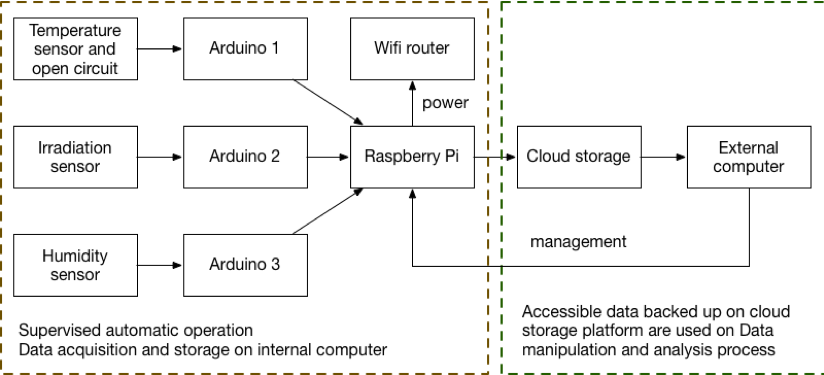 Temperature
sensor and
open circuit
Arduino 1
Wifi router
power
Irradiation
sensor
Arduino 2
Raspberry Pi
Cloud storage
External
computer
Humidity
sensor
Arduino 3
management
Supervised automatic operation
Data acquisition and storage on internal computer
Accessible data backed up on cloud
storage platform are used on Data
manipulation and analysis process